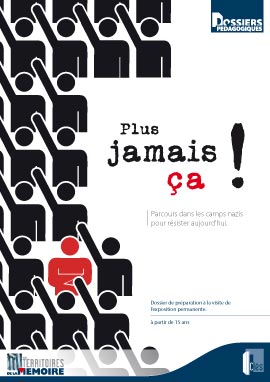 DOSSIERS
PÉDAGOGIQUES
Plus
jamais
ça !
Parcours dans les camps nazis
pour résister aujourd'hui.
Dossier de préparation à la visite de
l'exposition permanente.
à partir de 15 ans
TERRITOIRES
DE LA MEMOIRE